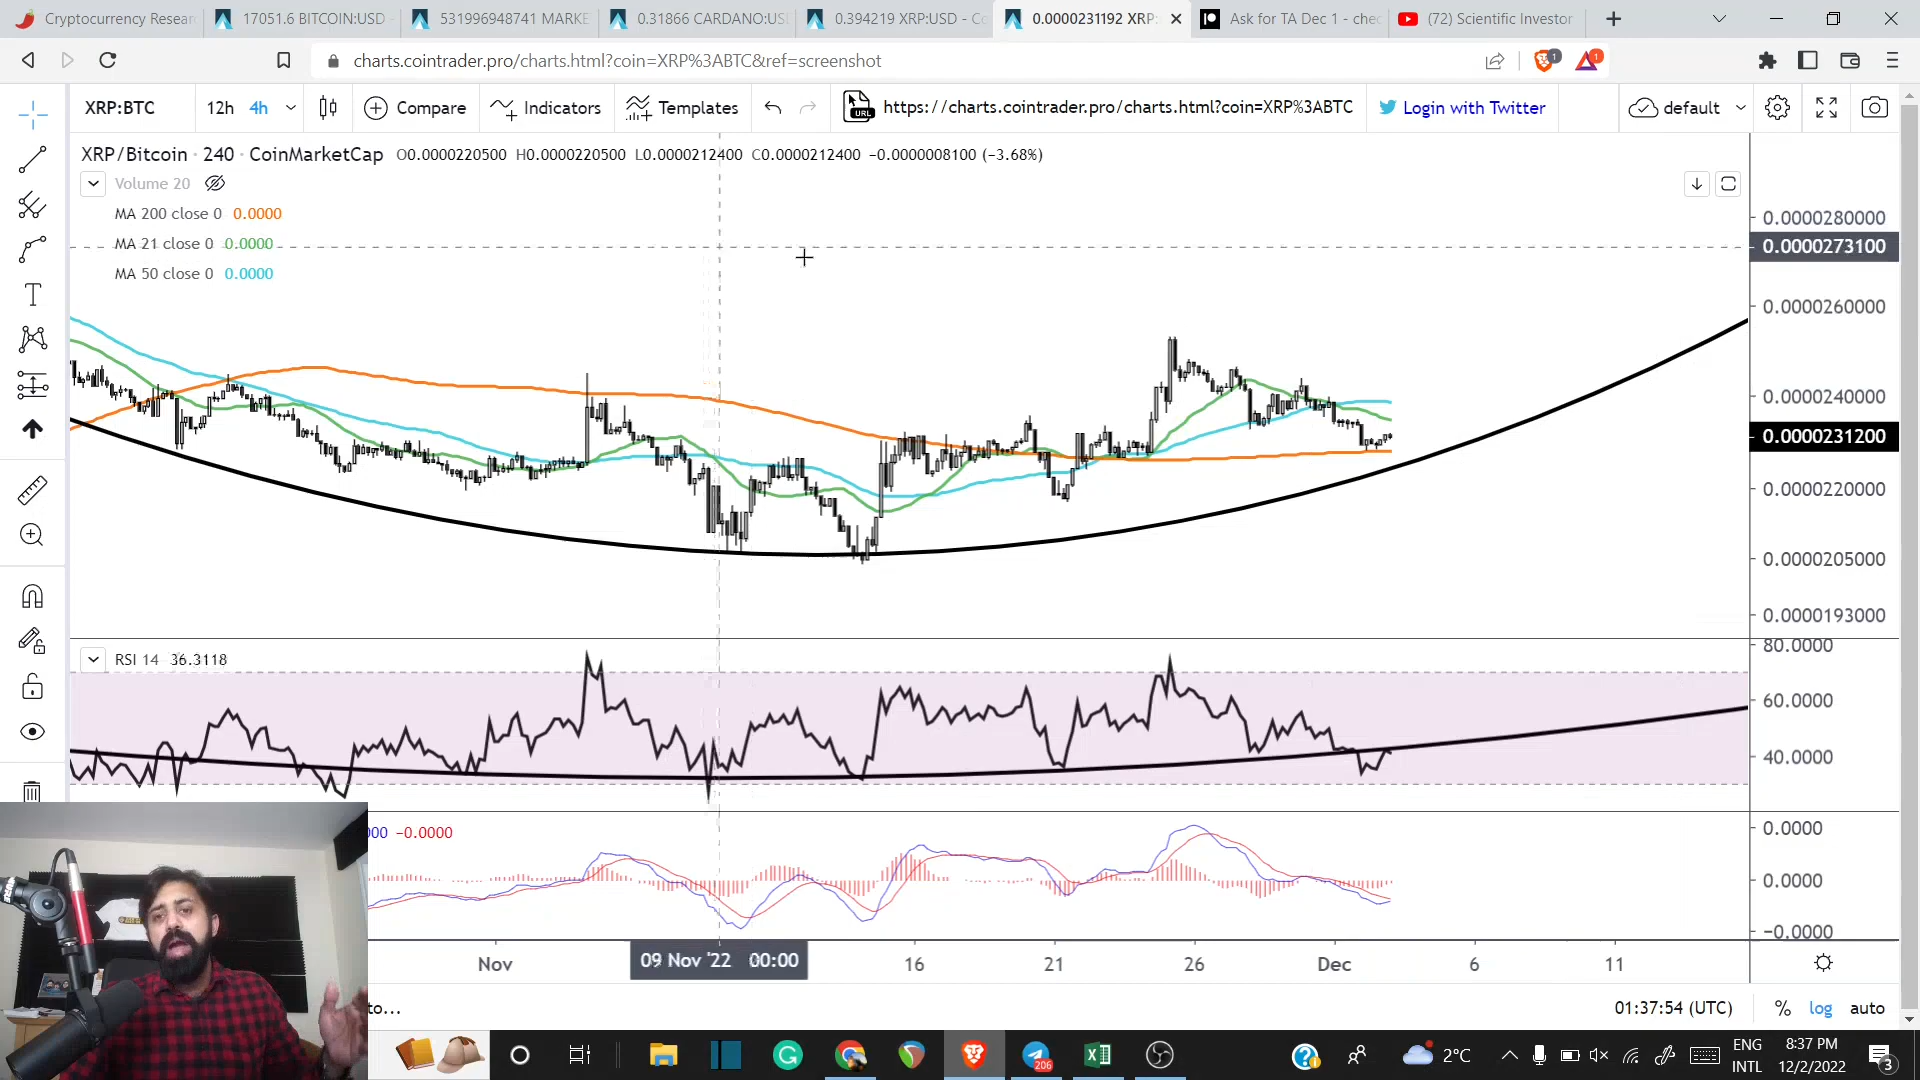 Cryptocurrency Resear
17051.6 BITCOIN:USD -
531996948741 MARKE
0.31866 CARDANO:US
0.394219 XRP:USD - Co
0.0000231192 XRP:
Ask for TA Dec 1 - chec
(72) Scientific Investor
charts.cointrader.pro/charts.html?coin=XRP%3ABTC&ref=screenshot
1
1
XRP:BTC
12h 4h
Compare
Indicators
Templates
URL
https://charts.cointrader.pro/charts.html?coin=XRP%3ABTC
Login with Twitter
default
XRP/Bitcoin · 240 · CoinMarketCap O0.0000220500 H0.0000220500 L0.0000212400 C0.0000212400 −0.0000008100 (−3.68%)
Volume 20
MA 200 close 0 0.0000
MA 21 close 0 0.0000
MA 50 close 0 0.0000
0.0000280000
0.0000273100
0.0000260000
0.0000240000
0.0000231200
0.0000220000
0.0000205000
0.0000193000
RSI 14 36.3118
80.0000
60.0000
40.0000
000 −0.0000
0.0000
0.0000
−0.0000
Nov
09 Nov '22 00:00
16
21
26
Dec
6
11
to...
01:37:54 (UTC)
%
log
auto
206
2°C
ENG
INTL
8:37 PM
12/2/2022
3